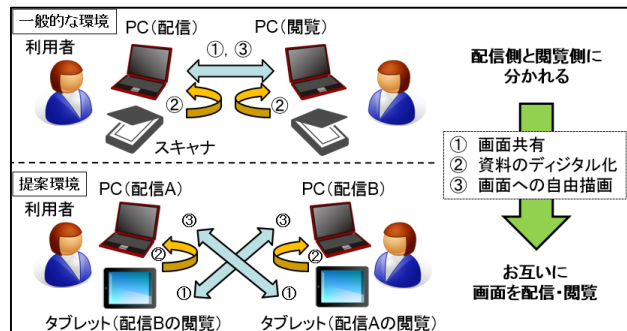 一般的な環境
利用者
PC(配信)
PC(閲覧)
①, ③
②
②
スキャナ
提案環境
利用者
PC(配信A)
PC(配信B)
③
③
②
②
①
①
タブレット(配信Bの閲覧)
タブレット(配信Aの閲覧)
配信側と閲覧側に
分かれる
① 画面共有
② 資料のディジタル化
③ 画面への自由描画
お互いに
画面を配信・閲覧